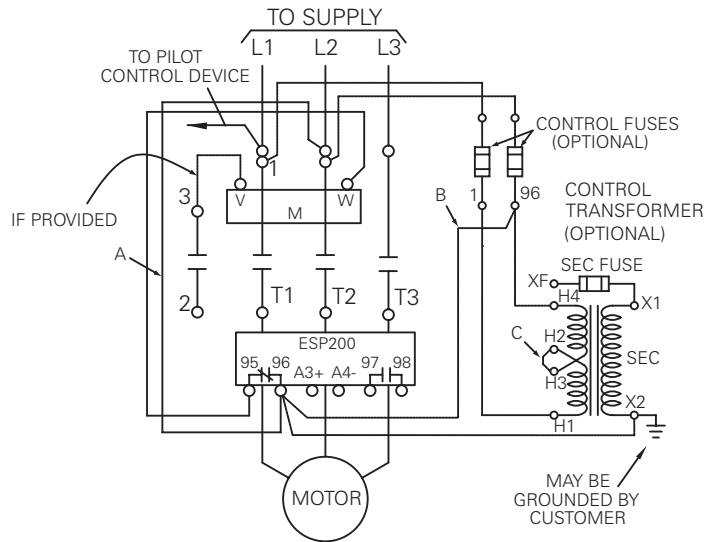 TO SUPPLY
L1 L2 L3
TO PILOT
CONTROL DEVICE
CONTROL FUSES
(OPTIONAL)
1
3
V
M
W
1
96
B
CONTROL
TRANSFORMER
(OPTIONAL)
IF PROVIDED
A
SEC FUSE
XF
H4
X1
2
T1
T2
T3
ESP200
95
96
A3+
A4-
97
98
C
H2
H3
SEC
X2
H1
MOTOR
MAY BE
GROUNDED BY
CUSTOMER